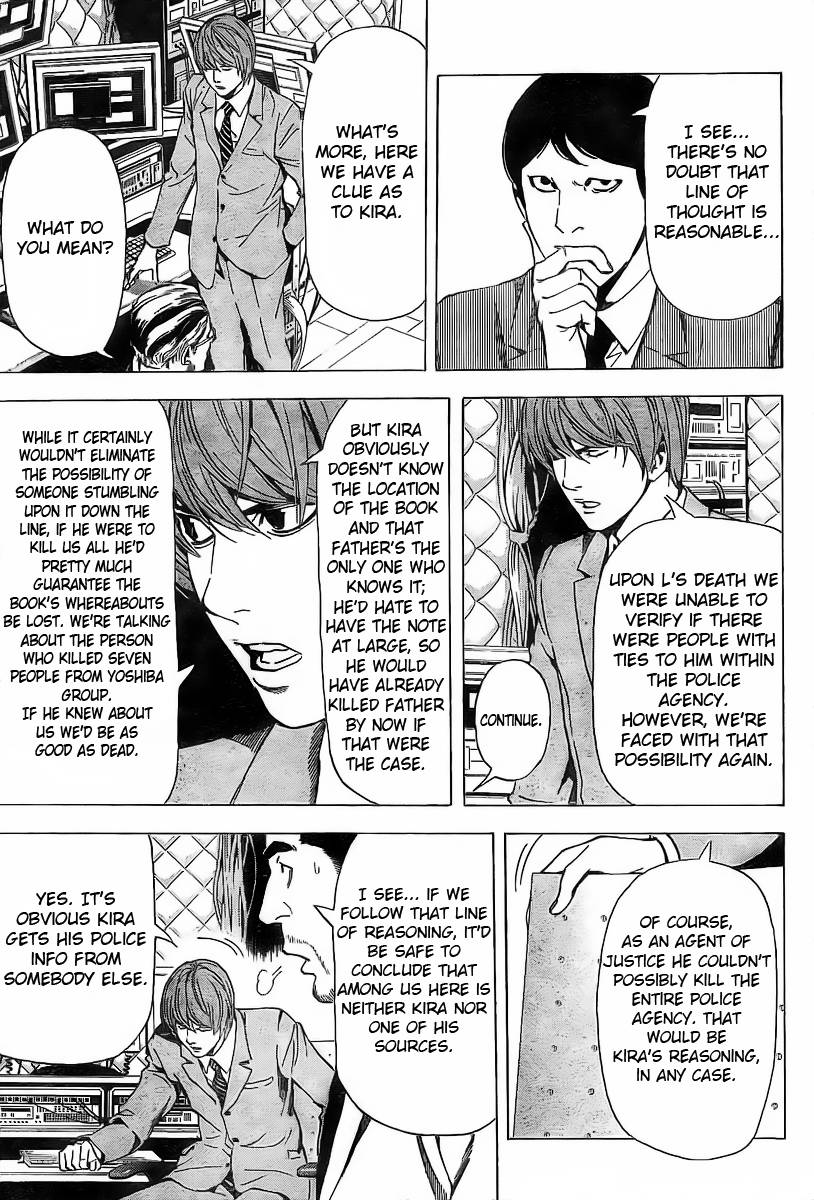 I SEE...
THERE'S NO
DOUBT THAT
LINE OF
THOUGHT IS
REASONABLE...
WHAT'S
MORE, HERE
WE HAVE A
CLUE AS
TO KIRA.
WHAT DO
YOU MEAN?
UPON L'S DEATH WE
WERE UNABLE TO
VERIFY IF THERE
WERE PEOPLE WITH
TIES TO HIM WITHIN
THE POLICE
AGENCY.
HOWEVER, WE'RE
FACED WITH THAT
POSSIBILITY AGAIN.
CONTINUE.
BUT KIRA
OBVIOUSLY
DOESN'T KNOW
THE LOCATION
OF THE BOOK
AND THAT
FATHER'S THE
ONLY ONE WHO
KNOWS IT;
HE'D HATE TO
HAVE THE NOTE
AT LARGE, SO
HE WOULD
HAVE ALREADY
KILLED FATHER
BY NOW IF
THAT WERE
THE CASE.
WHILE IT CERTAINLY
WOULDN'T ELIMINATE
THE POSSIBILITY OF
SOMEONE STUMBLING
UPON IT DOWN THE
LINE, IF HE WERE TO
KILL US ALL HE'D
PRETTY MUCH
GUARANTEE THE
BOOK'S WHEREABOUTS
BE LOST. WE'RE TALKING
ABOUT THE PERSON
WHO KILLED SEVEN
PEOPLE FROM YOSHIBA
GROUP.
IF HE KNEW ABOUT
US WE'D BE AS
GOOD AS DEAD.
OF COURSE,
AS AN AGENT OF
JUSTICE HE COULDN'T
POSSIBLY KILL THE
ENTIRE POLICE
AGENCY. THAT
WOULD BE
KIRA'S REASONING,
IN ANY CASE.
I SEE... IF WE
FOLLOW THAT LINE
OF REASONING, IT'D
BE SAFE TO
CONCLUDE THAT
AMONG US HERE IS
NEITHER KIRA NOR
ONE OF HIS
SOURCES.
YES. IT'S
OBVIOUS KIRA
GETS HIS POLICE
INFO FROM
SOMEBODY ELSE.